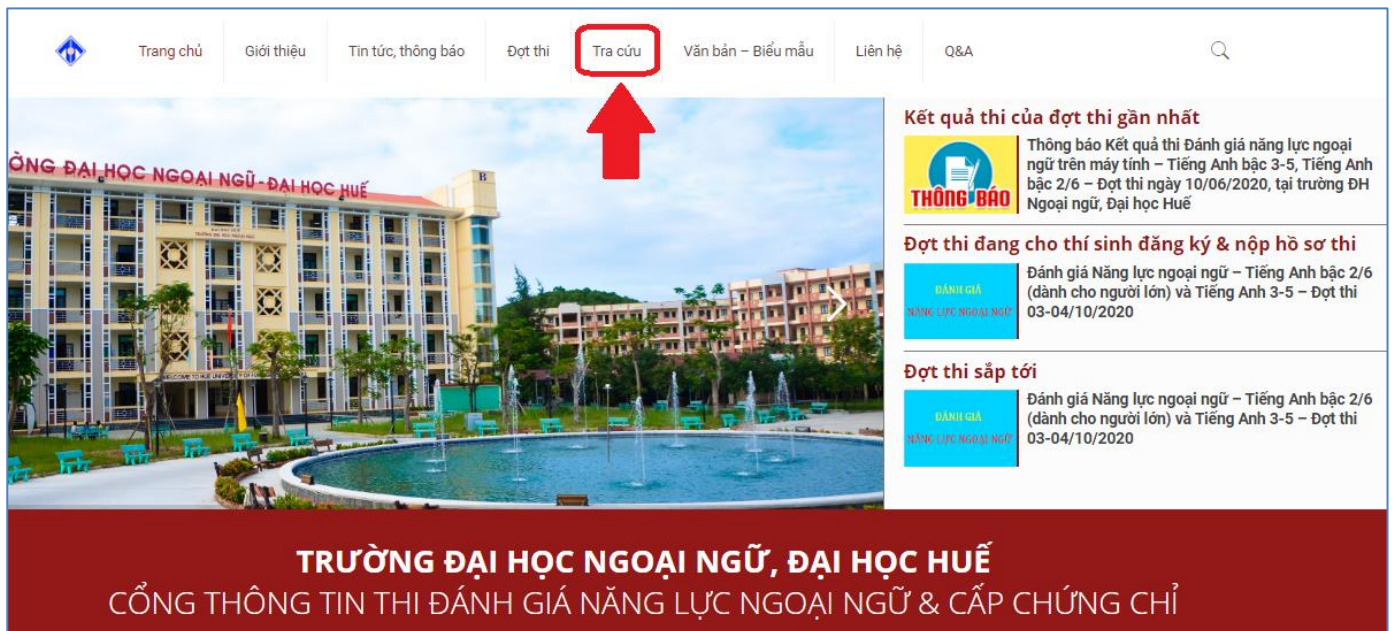 Trang chủ
Giới thiệu
Tin tức, thông báo
Đợt thi
Tra cứu
Văn bản – Biểu mẫu
Liên hệ
Q&A
ỜNG ĐẠI HỌC NGOẠI NGỮ - ĐẠI HỌC HUẾ
B
Kết quả thi của đợt thi gần nhất
THÔNG BÁO
Thông báo Kết quả thi Đánh giá năng lực ngoại
ngữ trên máy tính – Tiếng Anh bậc 3-5, Tiếng Anh
bậc 2/6 – Đợt thi ngày 10/06/2020, tại trường ĐH
Ngoại ngữ, Đại học Huế
Đợt thi đang cho thí sinh đăng ký & nộp hồ sơ thi
ĐÁNH GIÁ
NĂNG LỰC NGOẠI NGỮ
Đánh giá Năng lực ngoại ngữ – Tiếng Anh bậc 2/6
(dành cho người lớn) và Tiếng Anh 3-5 – Đợt thi
03-04/10/2020
Đợt thi sắp tới
ĐÁNH GIÁ
NĂNG LỰC NGOẠI NGỮ
Đánh giá Năng lực ngoại ngữ – Tiếng Anh bậc 2/6
(dành cho người lớn) và Tiếng Anh 3-5 – Đợt thi
03-04/10/2020
TRƯỜNG ĐẠI HỌC NGOẠI NGỮ, ĐẠI HỌC HUẾ
CỔNG THÔNG TIN THI ĐÁNH GIÁ NĂNG LỰC NGOẠI NGỮ & CẤP CHỨNG CHỈ